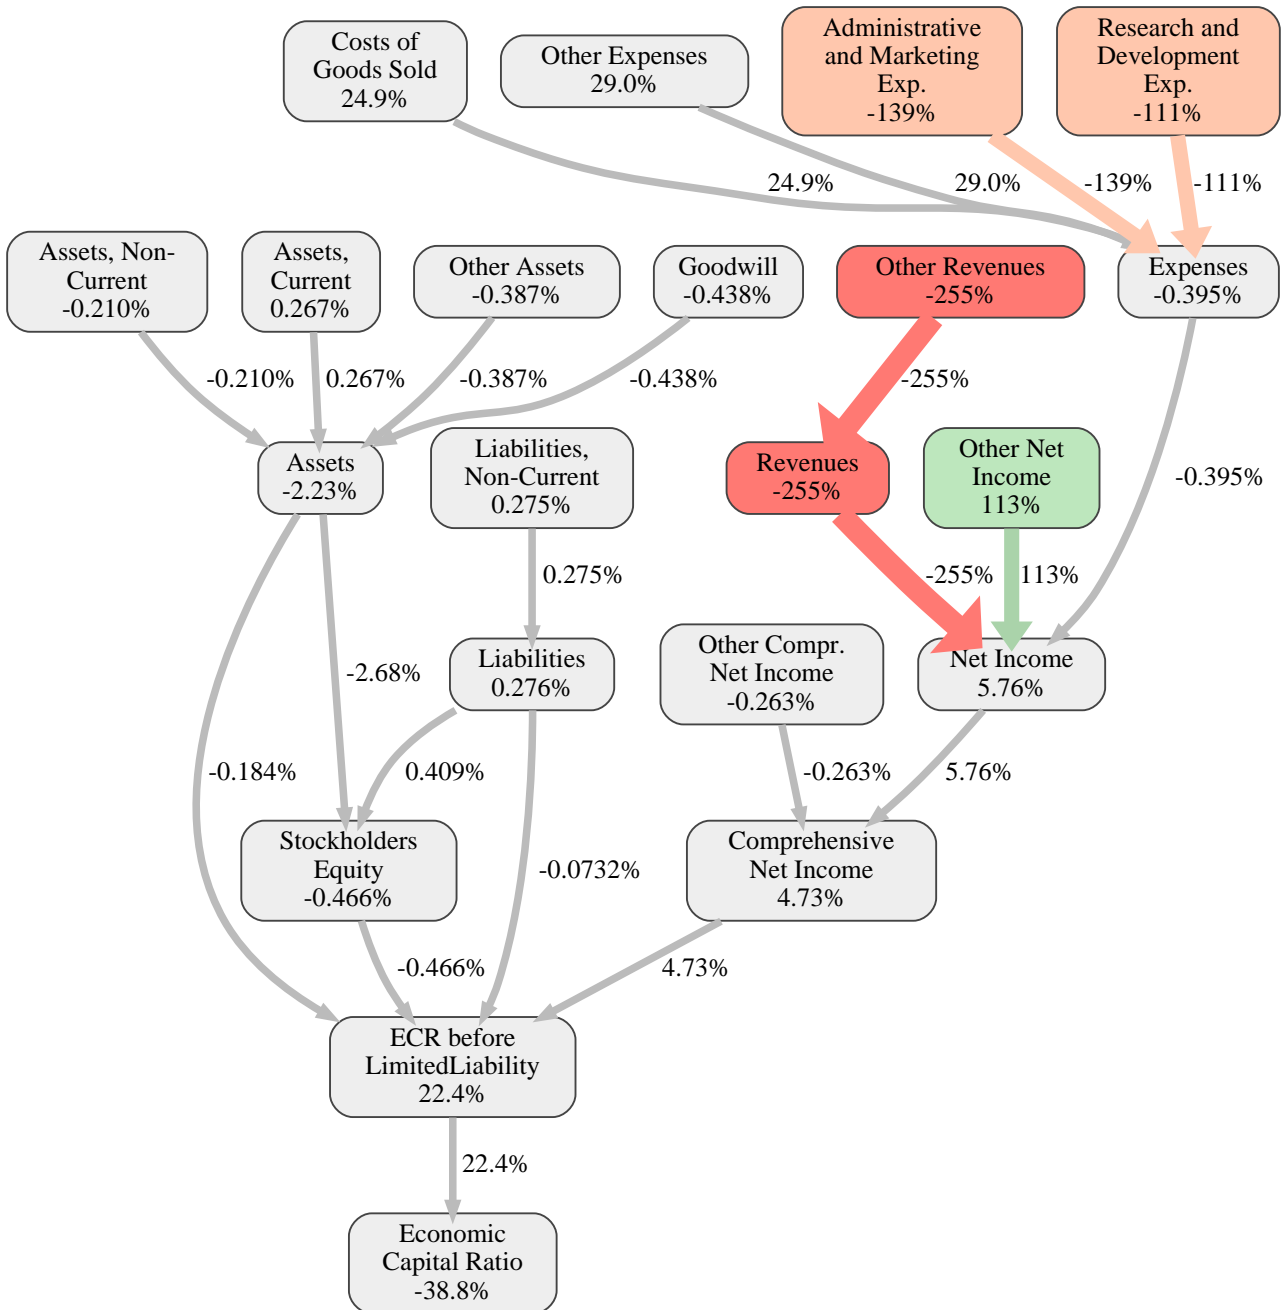 Costs of
Goods Sold
24.9%
Other Expenses
29.0%
Administrative
and Marketing
Exp.
-139%
Research and
Development
Exp.
-111%
24.9%
29.0%
-139%
-111%
Assets, Non-
Current
-0.210%
Assets,
Current
0.267%
Other Assets
-0.387%
Goodwill
-0.438%
Other Revenues
-255%
Expenses
-0.395%
-0.210%
0.267%
-0.387%
-0.438%
-255%
Assets
-2.23%
Liabilities,
Non-Current
0.275%
Revenues
-255%
Other Net
Income
113%
-0.395%
0.275%
-255%
113%
-2.68%
Liabilities
0.276%
Other Compr.
Net Income
-0.263%
Net Income
5.76%
-0.184%
0.409%
-0.263%
5.76%
Stockholders
Equity
-0.466%
-0.0732%
Comprehensive
Net Income
4.73%
-0.466%
4.73%
ECR before
LimitedLiability
22.4%
22.4%
Economic
Capital Ratio
-38.8%